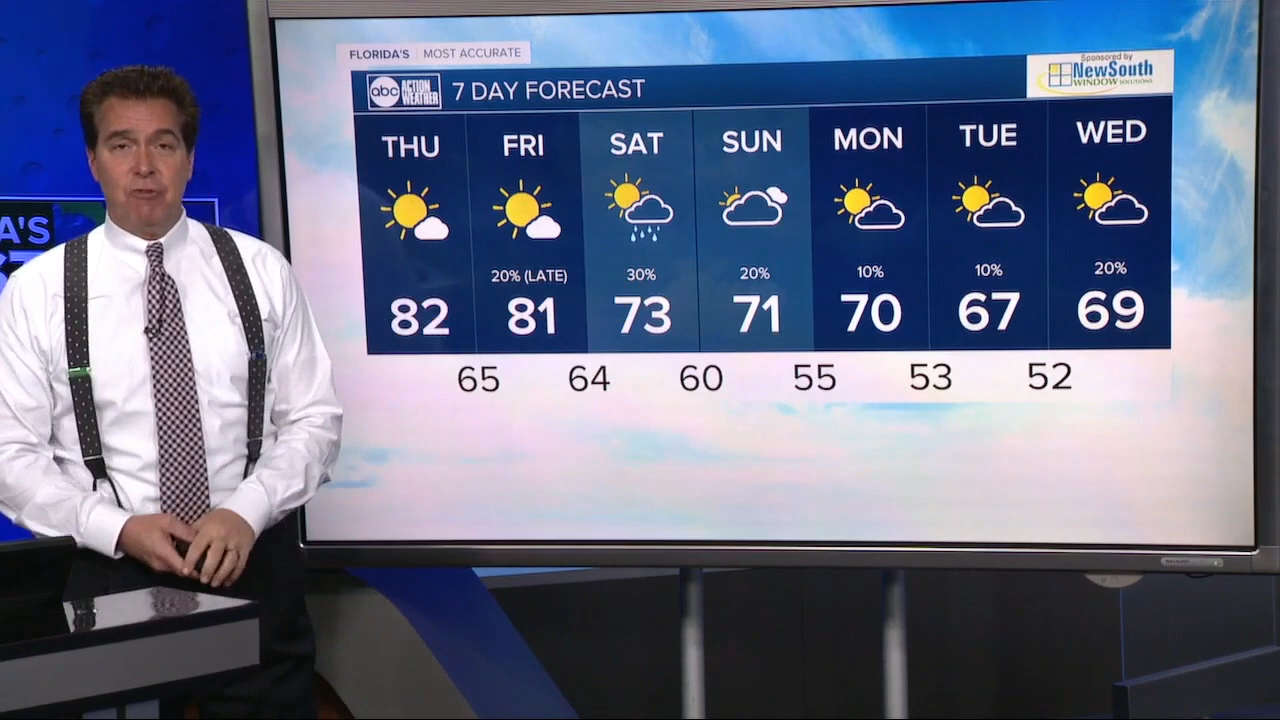 FLORIDA'S MOST ACCURATE
abc ACTION WEATHER 7 DAY FORECAST
Sponsored by
NewSouth
WINDOW SOLUTIONS
THU FRI SAT SUN MON TUE WED
20% (LATE) 30% 20% 10% 10% 20%
82 81 73 71 70 67 69
65 64 60 55 53 52
A'S
SHARP